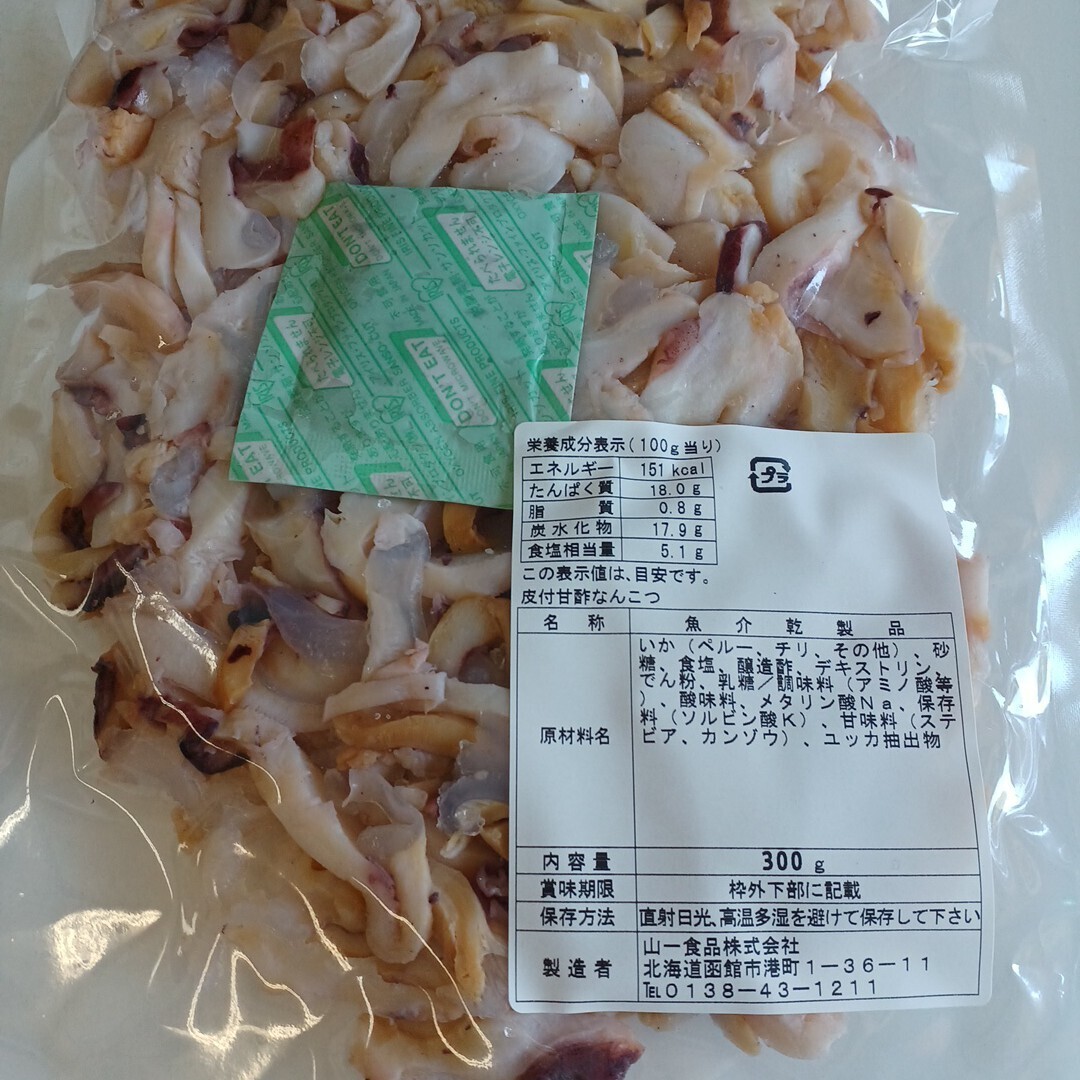 DON'T EAT
DON'T EAT
栄養成分表示(100g当り)
エネルギー 151 kcal
たんぱく質 18.0 g
脂質 0.8 g
炭水化物 17.9 g
食塩相当量 5.1 g
プラ
この表示値は、目安です。
皮付甘酢なんこつ
名称 魚介乾製品
原材料名
いか(ペルー、チリ、その他)、砂
糖、食塩、醸造酢、デキストリン、
でん粉、乳糖/調味料(アミノ酸等
)、酸味料、メタリン酸Na、保存
料(ソルビン酸K)、甘味料(ステ
ビア、カンゾウ)、ユッカ抽出物
内容量 300 g
賞味期限 枠外下部に記載
保存方法 直射日光、高温多湿を避けて保存して下さい
製造者
山一食品株式会社
北海道函館市港町1-36-11
℡0138-43-1211